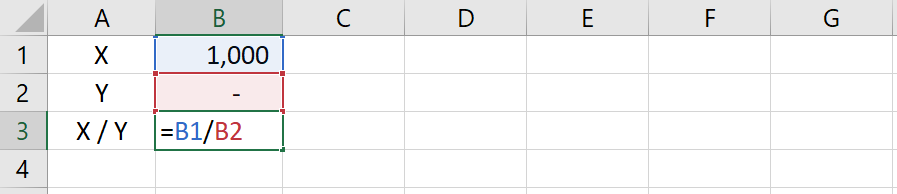 A B C D E F G
1 X 1,000
2 Y -
3 X / Y =B1/B2
4